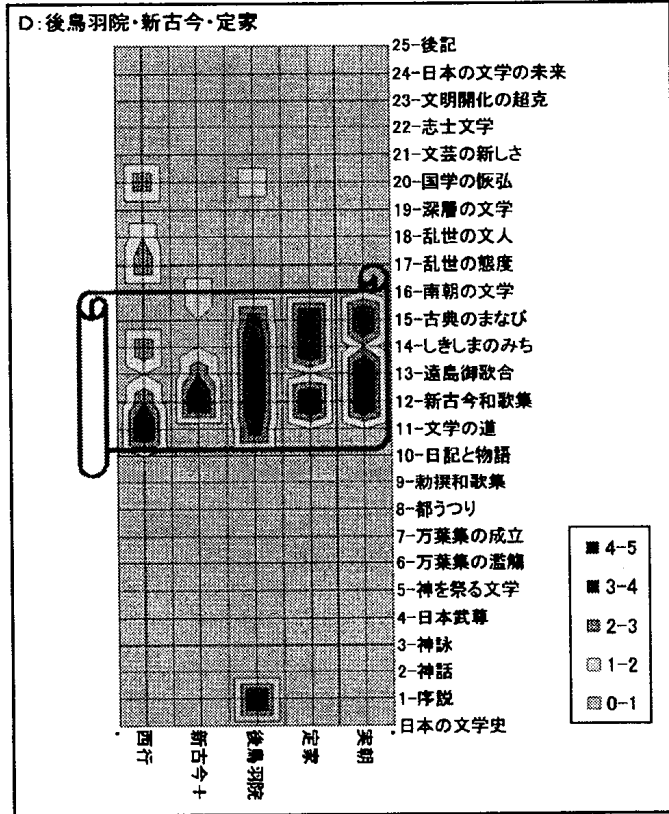 D:後鳥羽院・新古今・定家
25-後記
24-日本の文学の未来
23-文明開化の超克
22-志士文学
21-文芸の新しさ
20-国学の恢弘
19-深層の文学
18-乱世の文人
17-乱世の態度
16-南朝の文学
15-古典のまなび
14-しきしまのみち
13-遠島御歌合
12-新古今和歌集
11-文学の道
10-日記と物語
9-勅撰和歌集
8-都うつり
7-万葉集の成立
6-万葉集の濫觴
5-神を祭る文学
4-日本武尊
3-神詠
2-神話
1-序説
日本の文学史
西行
新古今+
後鳥羽院
定家
実朝
4-5
3-4
2-3
1-2
0-1